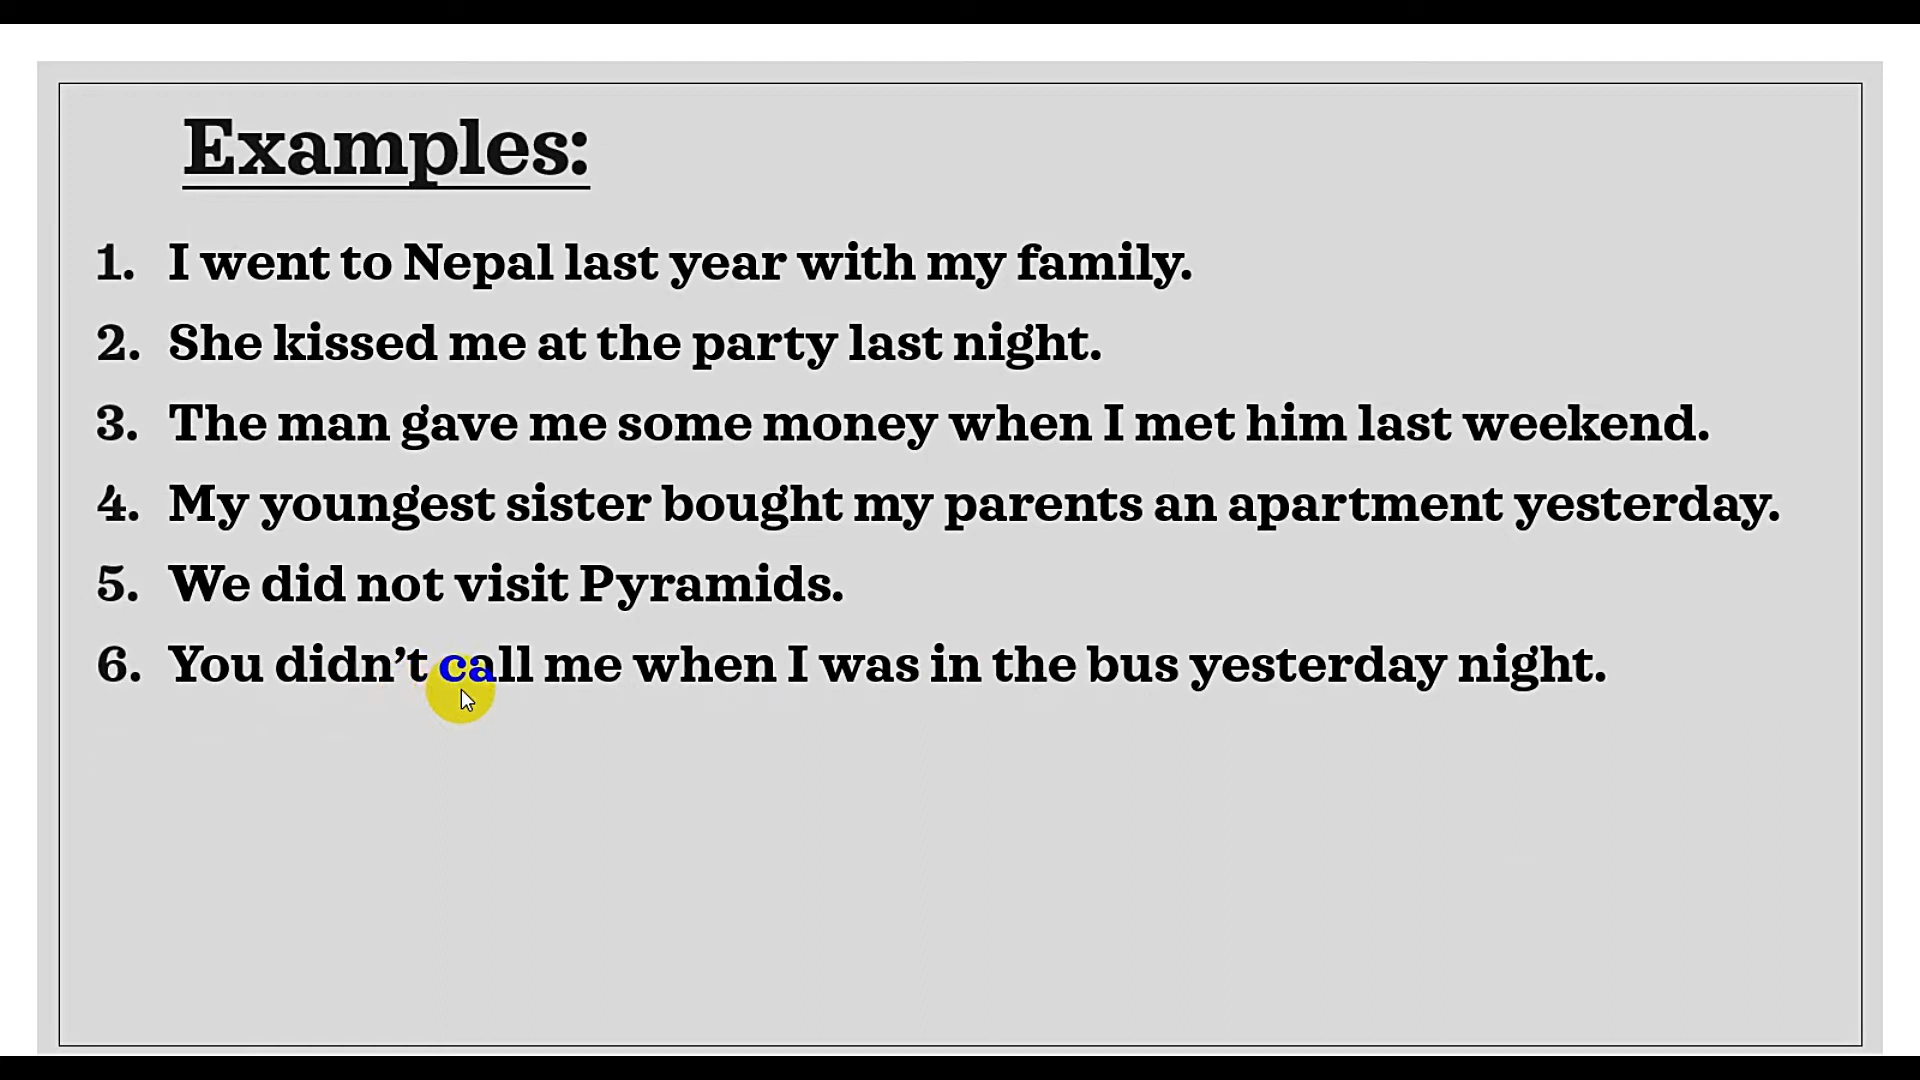 Examples:
1. I went to Nepal last year with my family.
2. She kissed me at the party last night.
3. The man gave me some money when I met him last weekend.
4. My youngest sister bought my parents an apartment yesterday.
5. We did not visit Pyramids.
6. You didn’t call me when I was in the bus yesterday night.